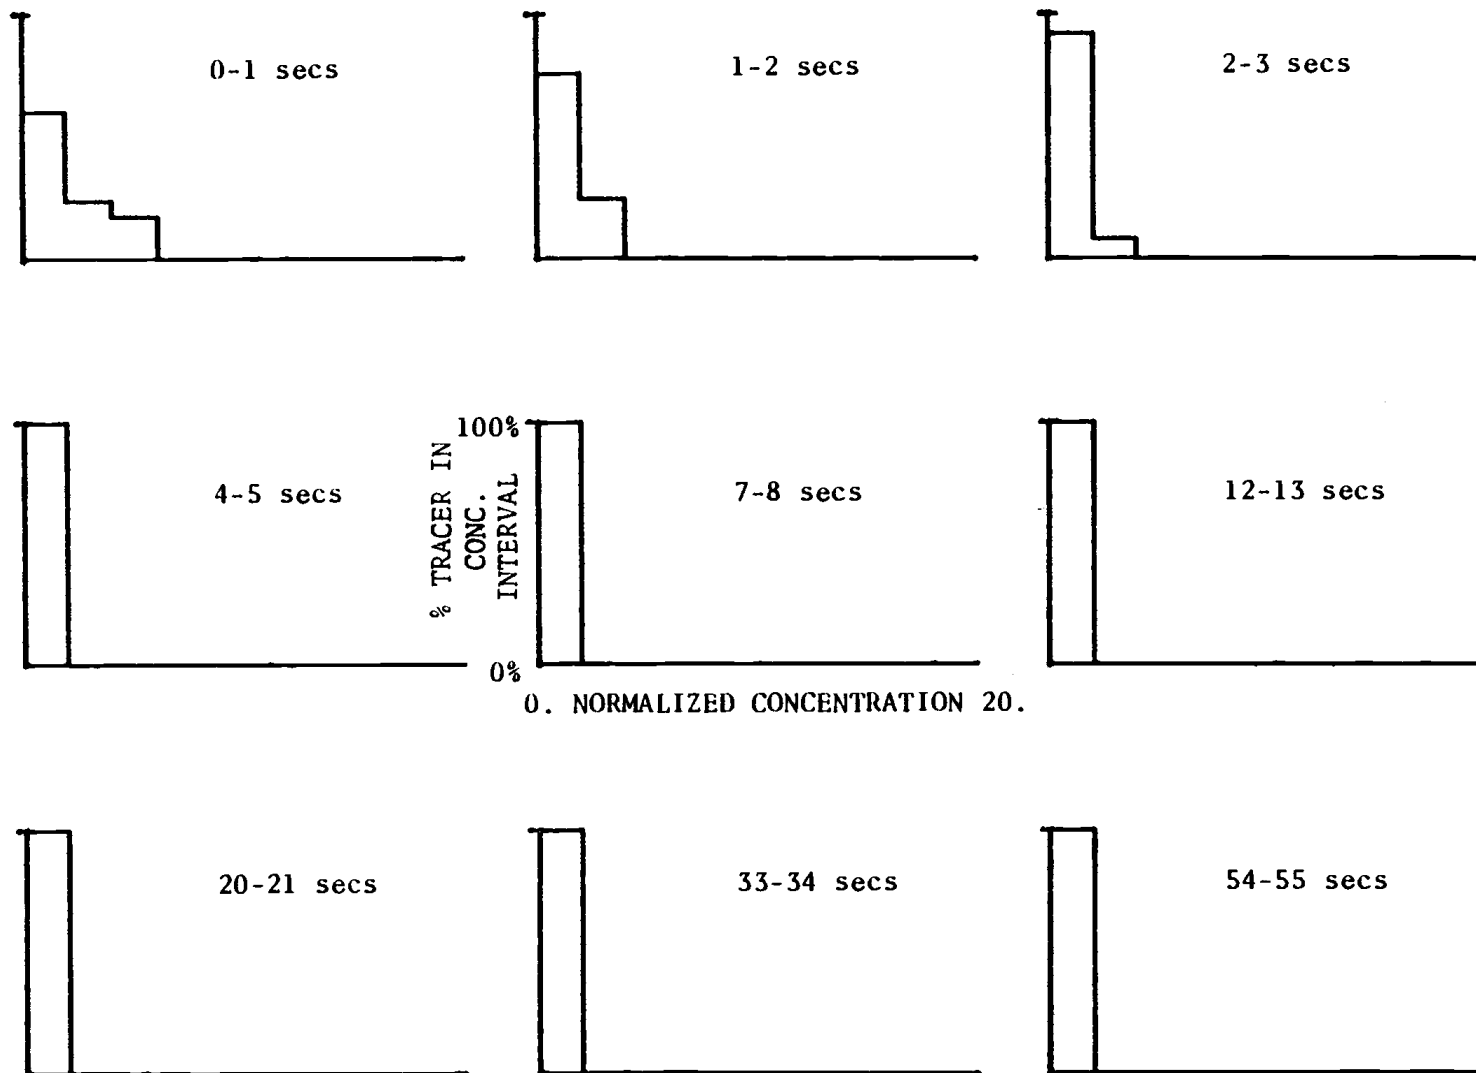 0-1 secs
1-2 secs
2-3 secs
4-5 secs
% TRACER IN
CONC.
INTERVAL
100%
0%
7-8 secs
12-13 secs
0. NORMALIZED CONCENTRATION 20.
20-21 secs
33-34 secs
54-55 secs